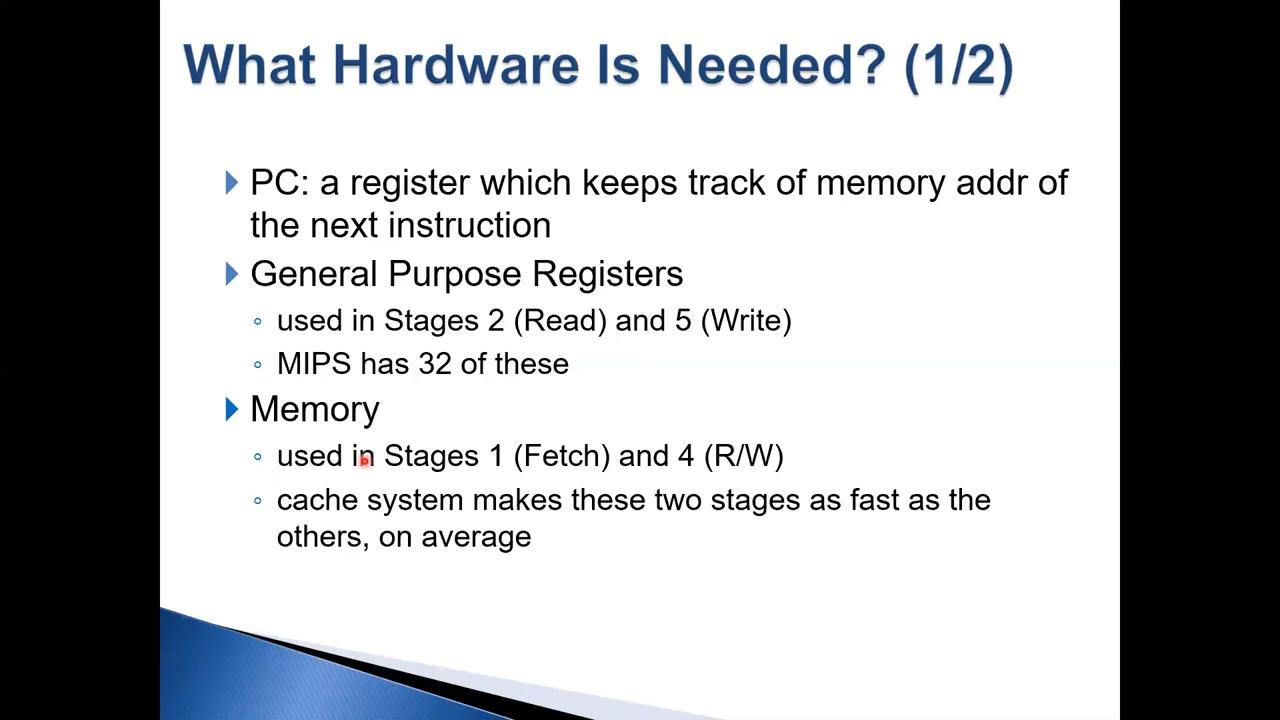 What Hardware Is Needed? (1/2)
PC: a register which keeps track of memory addr of
the next instruction
General Purpose Registers
used in Stages 2 (Read) and 5 (Write)
MIPS has 32 of these
Memory
used in Stages 1 (Fetch) and 4 (R/W)
cache system makes these two stages as fast as the
others, on average